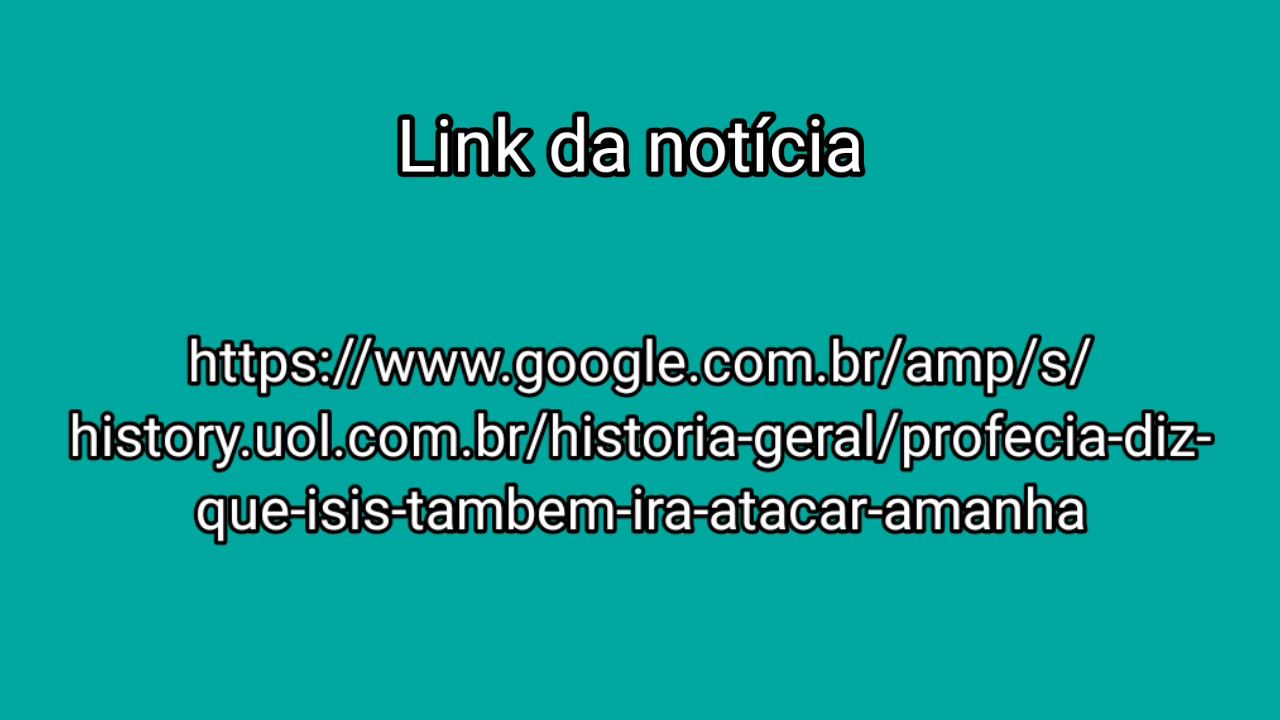 Link da notícia
https://www.google.com.br/amp/s/
history.uol.com.br/historia-geral/profecia-diz-
que-isis-tambem-ira-atacar-amanha